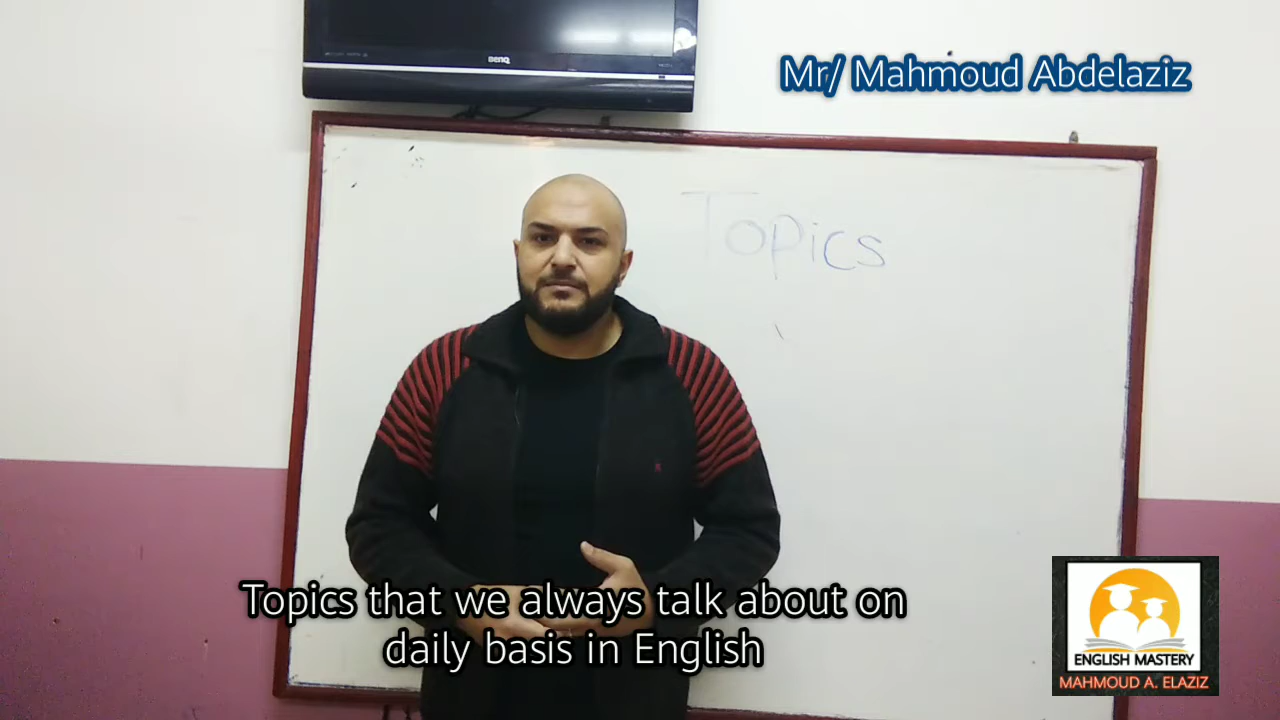 BENQ
Mr/ Mahmoud Abdelaziz
Topics
Topics that we always talk about on
daily basis in English
ENGLISH MASTERY
MAHMOUD A. ELAZIZ